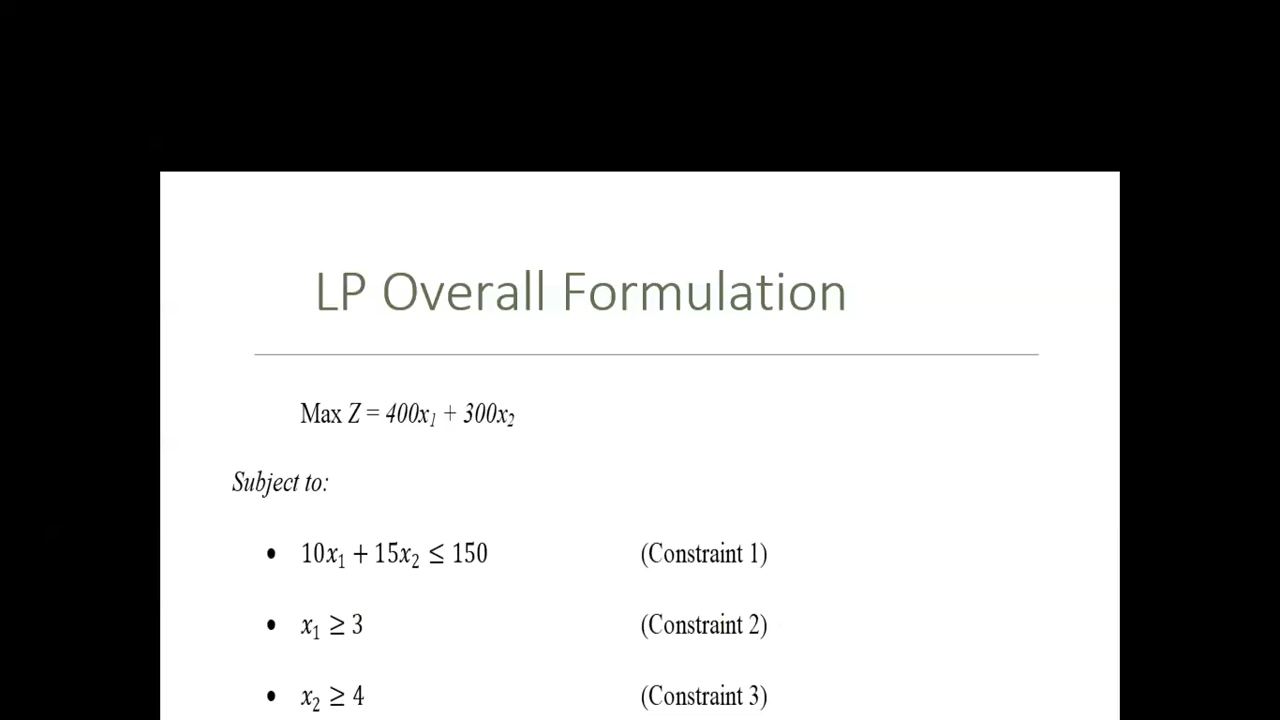 LP Overall Formulation
Max Z = 400x₁ + 300x₂
Subject to:
• 10x₁ + 15x₂ ≤ 150 (Constraint 1)
• x₁ ≥ 3 (Constraint 2)
• x₂ ≥ 4 (Constraint 3)